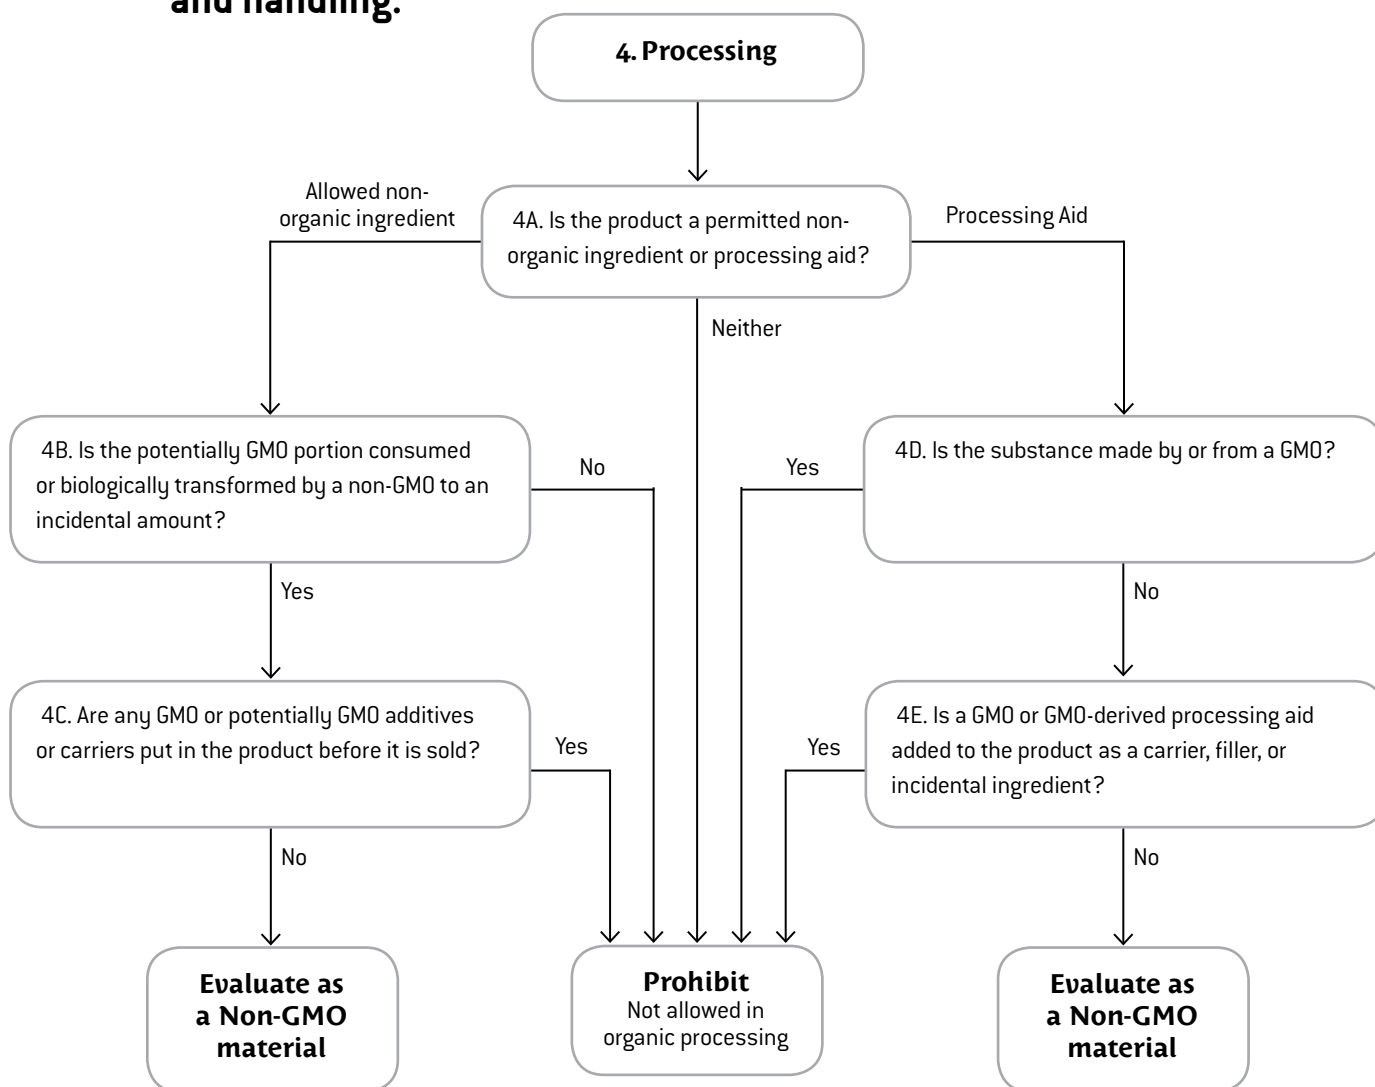 and handling.
4. Processing
Allowed non-
organic ingredient
4A. Is the product a permitted non-
organic ingredient or processing aid?
Processing Aid
Neither
4B. Is the potentially GMO portion consumed
or biologically transformed by a non-GMO to an
incidental amount?
No
Yes
4D. Is the substance made by or from a GMO?
Yes
No
4C. Are any GMO or potentially GMO additives
or carriers put in the product before it is sold?
Yes
Yes
4E. Is a GMO or GMO-derived processing aid
added to the product as a carrier, filler, or
incidental ingredient?
No
No
Evaluate as
a Non-GMO
material
Prohibit
Not allowed in
organic processing
Evaluate as
a Non-GMO
material